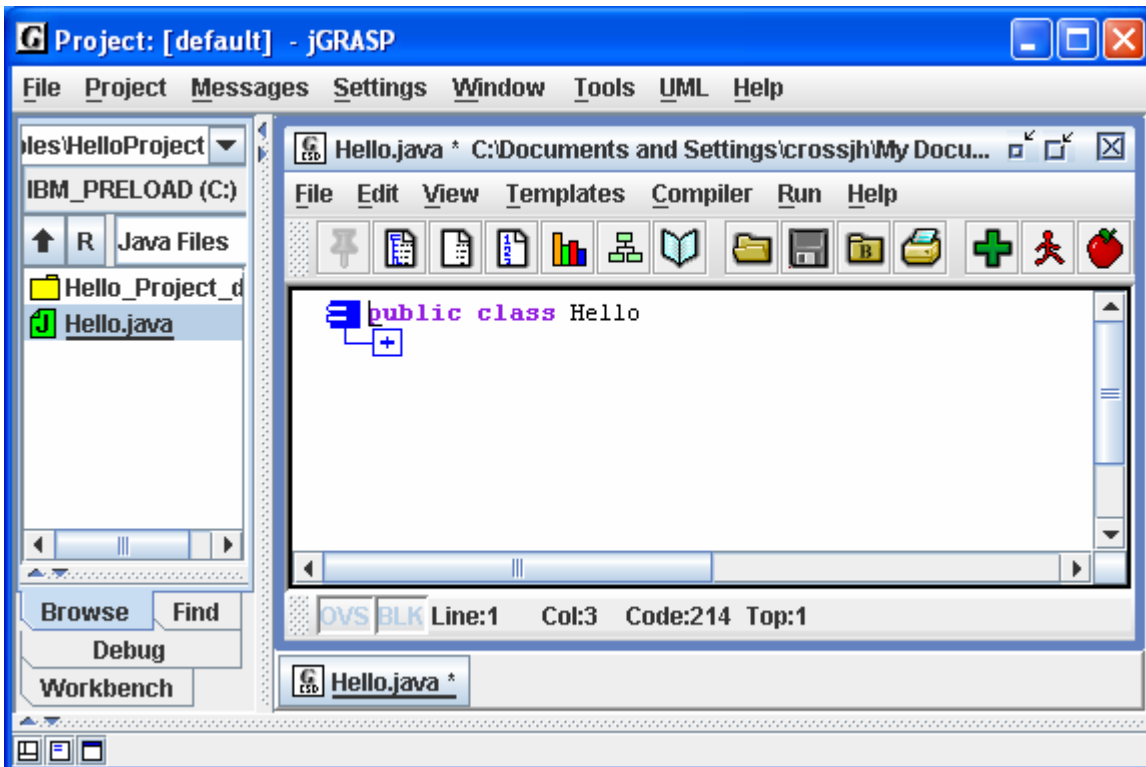 Project: [default] - jGRASP
File Project Messages Settings Window Tools UML Help
les\HelloProject
IBM_PRELOAD (C:)
R Java Files
Hello_Project_d
Hello.java
Browse Find
Debug
Workbench
Hello.java * C:\Documents and Settings\crossjh\My Docu...
File Edit View Templates Compiler Run Help
public class Hello
OVS BLK Line:1 Col:3 Code:214 Top:1
Hello.java *